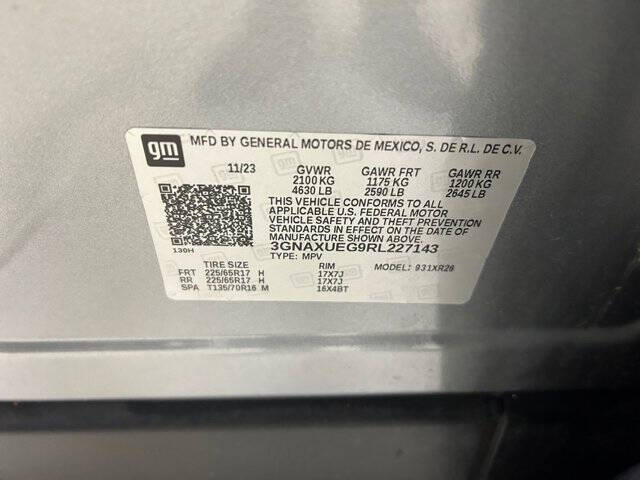 gm
MFD BY GENERAL MOTORS DE MEXICO, S. DE R.L. DE C.V.
11/23 GVWR GAWR FRT GAWR RR
2100 KG 1175 KG 1200 KG
4630 LB 2590 LB 2645 LB
THIS VEHICLE CONFORMS TO ALL
APPLICABLE U.S. FEDERAL MOTOR
VEHICLE SAFETY AND THEFT PREVENTION
STANDARDS IN EFFECT ON THE DATE OF
MANUFACTURE SHOWN ABOVE.
130H 3GNAXUEG9RL227143
TYPE: MPV MODEL: 931XR26
TIRE SIZE RIM
FRT 225/65R17 H 17X7J
RR 225/65R17 H 17X7J
SPA T135/70R16 M 16X4BT